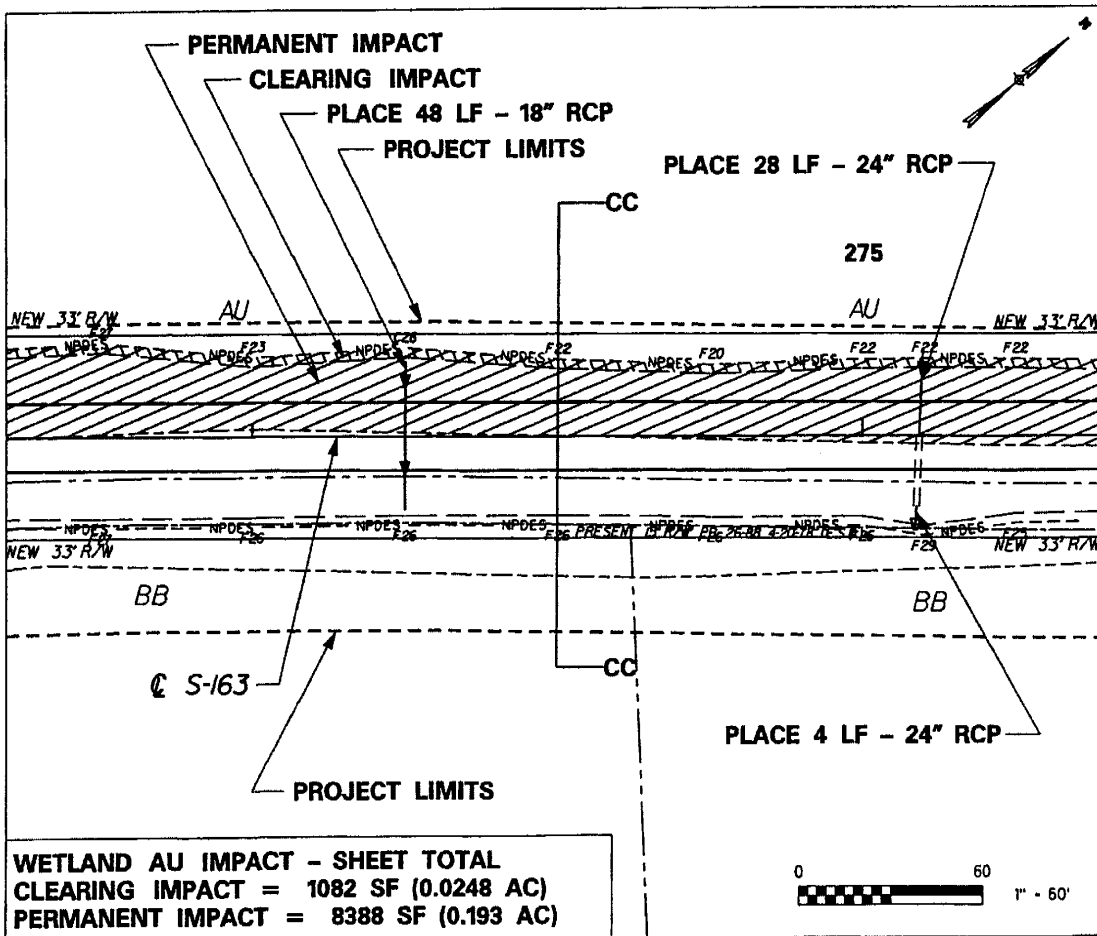 N
PERMANENT IMPACT
CLEARING IMPACT
PLACE 48 LF - 18" RCP
PROJECT LIMITS
PLACE 28 LF - 24" RCP
CC
275
AU
AU
NEW 33' R/W
NEW 33' R/W
F23
F22
F20
F22
F22
F22
NPDES
NPDES
NPDES
NPDES
NPDES
NPDES
NPDES
NPDES
NPDES
NPDES
NPDES
NPDES
NPDES
NPDES
PRESENT
R/W
F26
F26
F26
F29
NEW 33' R/W
NEW 33' R/W
BB
BB
CC
℄ S-163
PLACE 4 LF - 24" RCP
PROJECT LIMITS
WETLAND AU IMPACT - SHEET TOTAL
CLEARING IMPACT = 1082 SF (0.0248 AC)
PERMANENT IMPACT = 8388 SF (0.193 AC)
0 60
1" - 60'